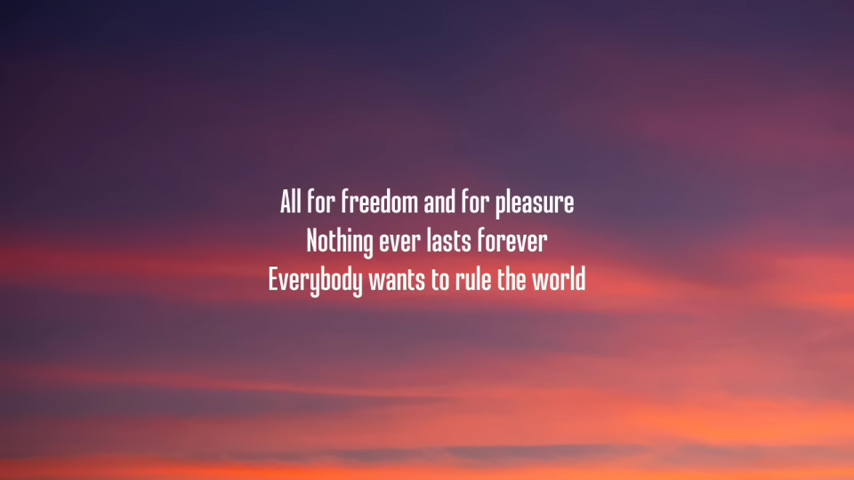 All for freedom and for pleasure
Nothing ever lasts forever
Everybody wants to rule the world